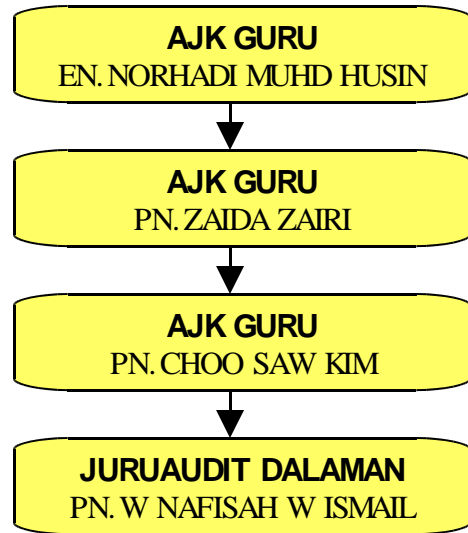 AJK GURU
EN. NORHADI MUHD HUSIN
AJK GURU
PN. ZAIDA ZAIRI
AJK GURU
PN. CHOO SAW KIM
JURUAUDIT DALAMAN
PN. W NAFISAH W ISMAIL